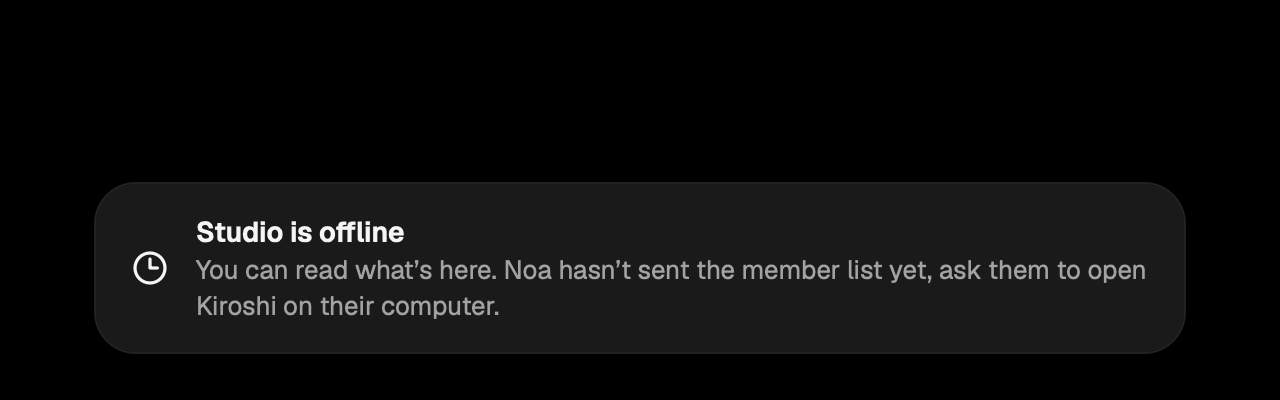 Studio is offline
You can read what’s here. Noa hasn’t sent the member list yet, ask them to open
Kiroshi on their computer.